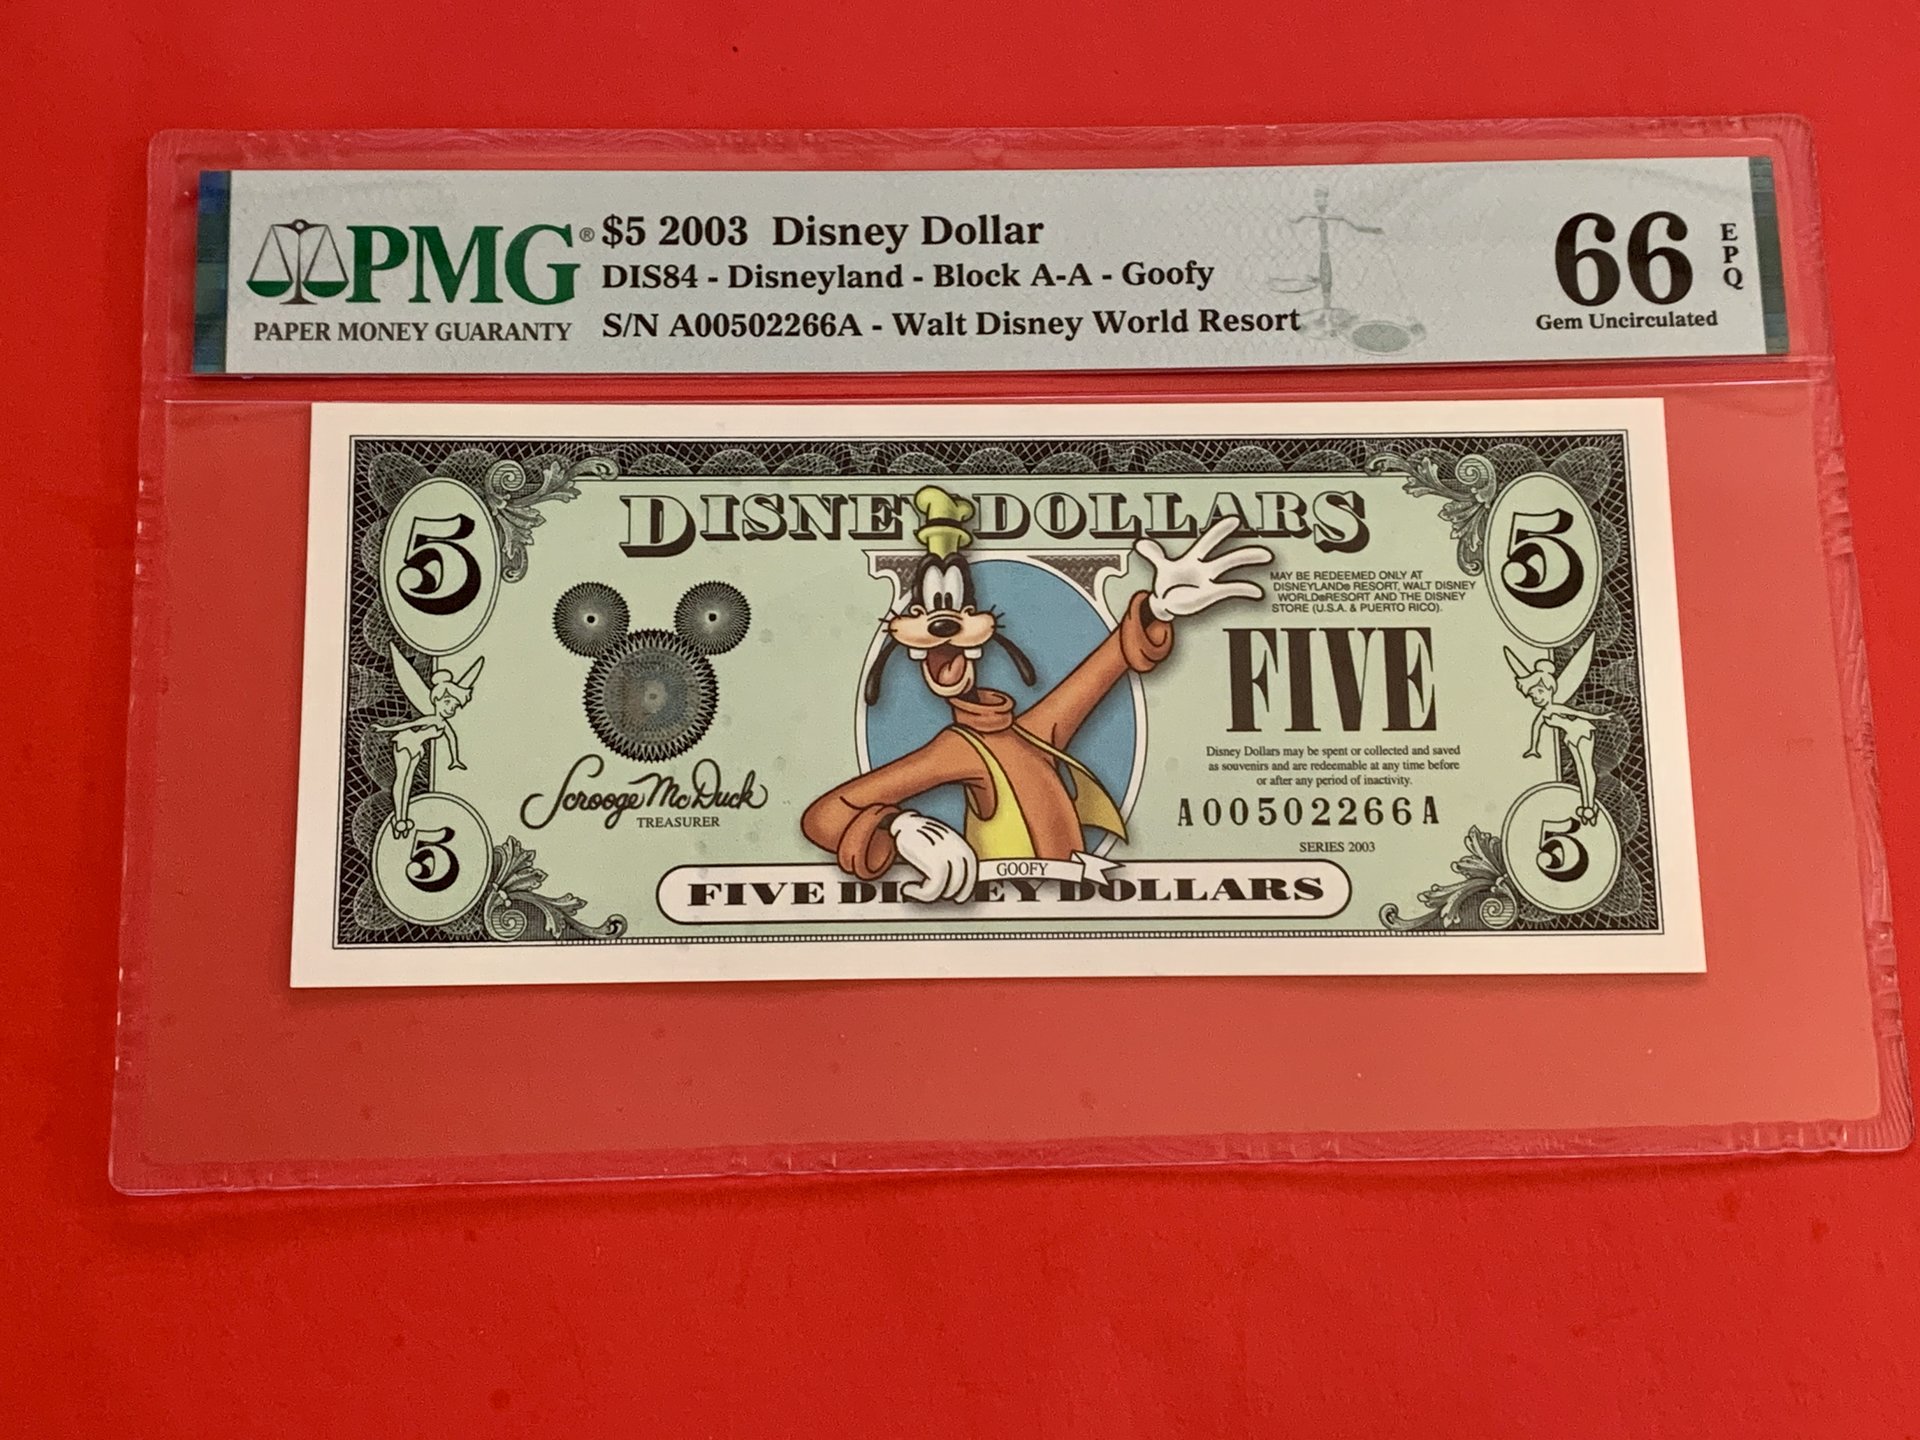 PMG®
PAPER MONEY GUARANTY
$5 2003 Disney Dollar
DIS84 - Disneyland - Block A-A - Goofy
S/N A00502266A - Walt Disney World Resort
66 EPQ
Gem Uncirculated
5
DISNEY DOLLARS
5
MAY BE REDEEMED ONLY AT
DISNEYLAND® RESORT, WALT DISNEY
WORLD® RESORT AND THE DISNEY
STORE (U.S.A. & PUERTO RICO).
FIVE
Disney Dollars may be spent or collected and saved
as souvenirs and are redeemable at any time before
or after any period of inactivity.
Scrooge McDuck
TREASURER
A00502266A
SERIES 2003
5
GOOFY
FIVE DISNEY DOLLARS
5